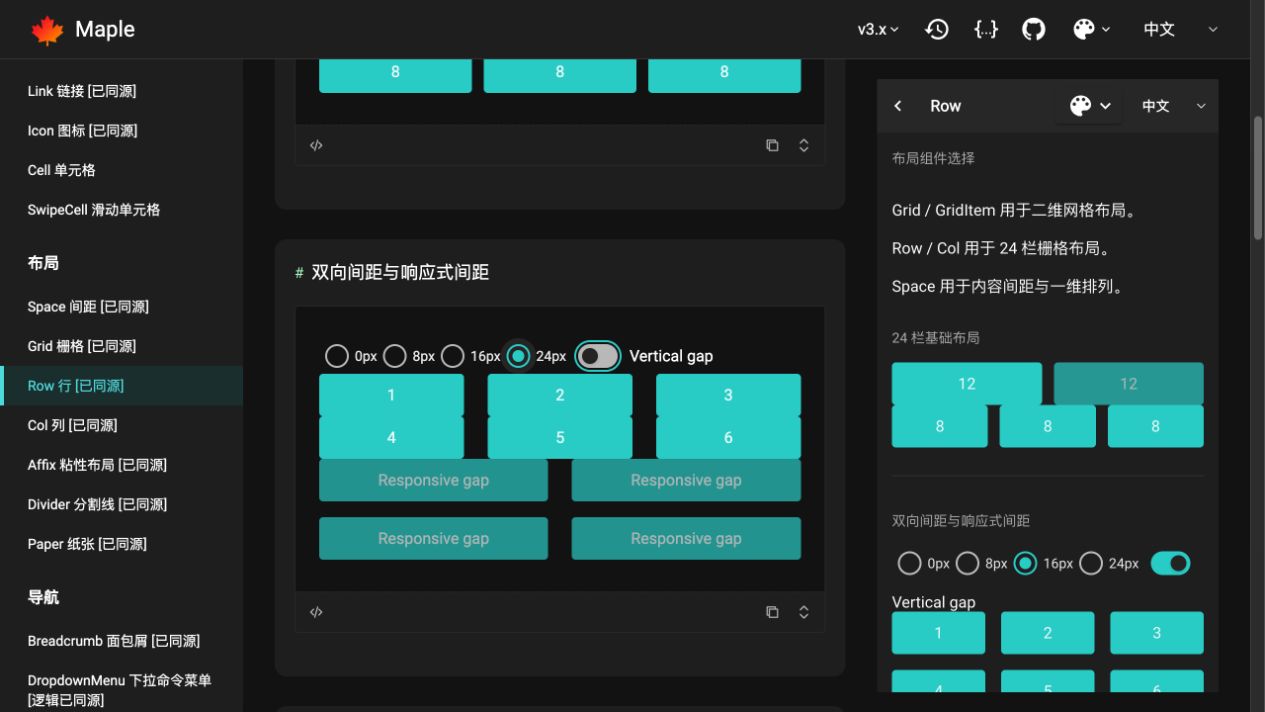 Maple
v3.x
{...}
中文
Link 链接 [已同源]
Icon 图标 [已同源]
Cell 单元格
SwipeCell 滑动单元格
布局
Space 间距 [已同源]
Grid 栅格 [已同源]
Row 行 [已同源]
Col 列 [已同源]
Affix 粘性布局 [已同源]
Divider 分割线 [已同源]
Paper 纸张 [已同源]
导航
Breadcrumb 面包屑 [已同源]
DropdownMenu 下拉命令菜单
[逻辑已同源]
8 8 8
</>
# 双向间距与响应式间距
0px 8px 16px 24px Vertical gap
1 2 3
4 5 6
Responsive gap Responsive gap
Responsive gap Responsive gap
</>
Row 中文
布局组件选择
Grid / GridItem 用于二维网格布局。
Row / Col 用于 24 栏栅格布局。
Space 用于内容间距与一维排列。
24 栏基础布局
12 12
8 8 8
双向间距与响应式间距
0px 8px 16px 24px
Vertical gap
1 2 3
4 5 6